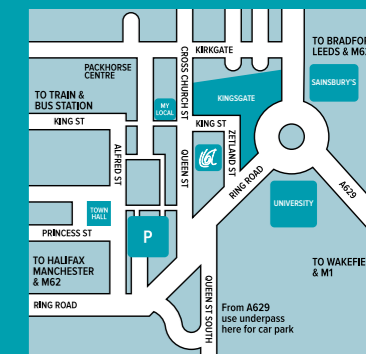 KIRKGATE
TO BRADFOR
LEEDS & M62
PACKHORSE
CENTRE
CROSS CHURCH ST
SAINSBURY'S
KINGSGATE
TO TRAIN &
BUS STATION
MY
LOCAL
KING ST
KING ST
ALFRED ST
QUEEN ST
ZETLAND ST
RING ROAD
A629
UNIVERSITY
TOWN
HALL
PRINCESS ST
P
TO HALIFAX
MANCHESTER
& M62
TO WAKEFIE
& M1
QUEEN ST SOUTH
RING ROAD
From A629
use underpass
here for car park